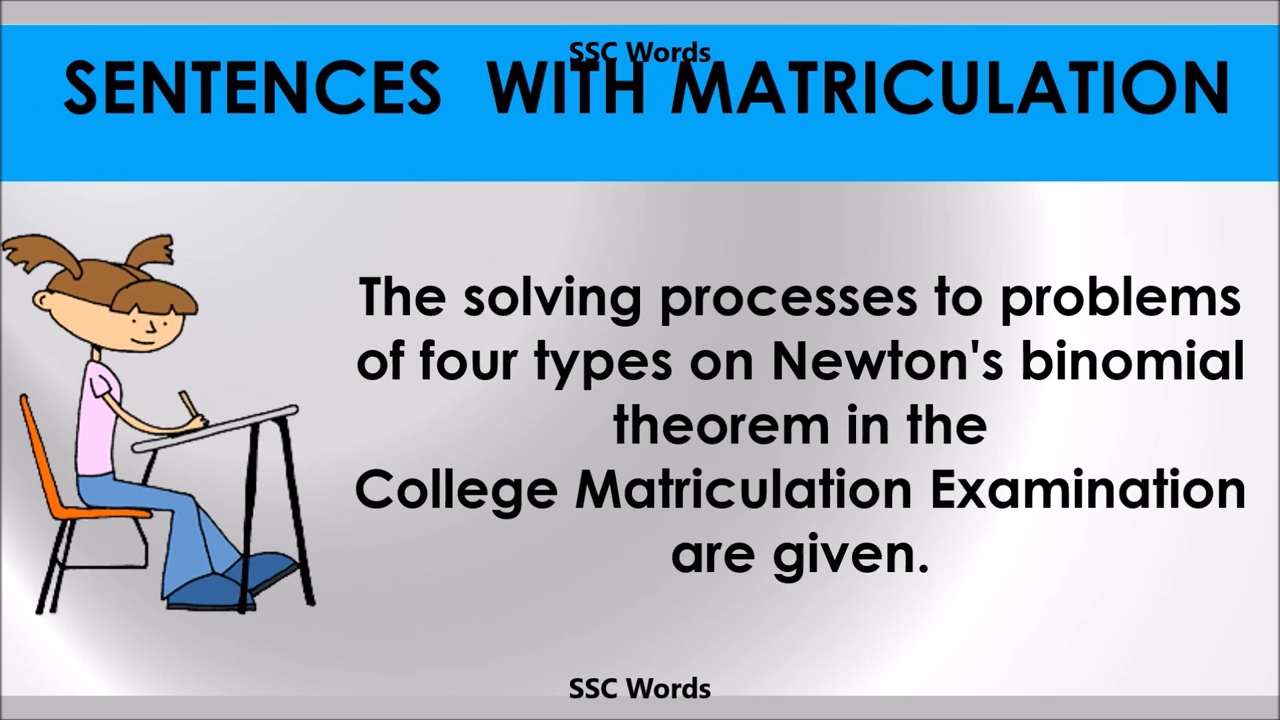 SSC Words
SENTENCES WITH MATRICULATION
The solving processes to problems
of four types on Newton's binomial
theorem in the
College Matriculation Examination
are given.
SSC Words